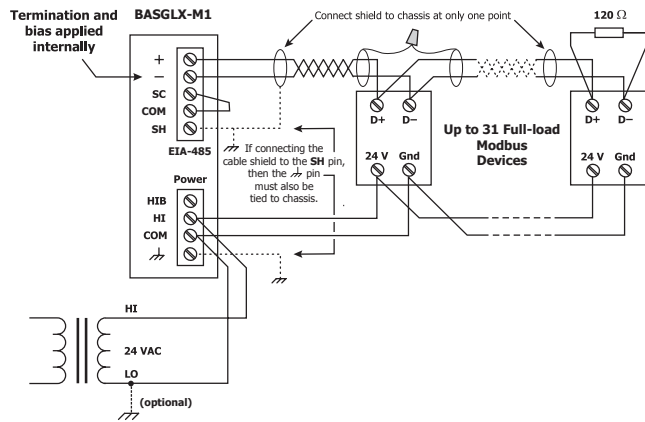 Termination and
bias applied
internally
BASGLX-M1
Connect shield to chassis at only one point
120 Ω
+
–
SC
COM
SH
EIA-485
D+
D–
24 V
Gnd
Up to 31 Full-load
Modbus
Devices
D+
D–
24 V
Gnd
If connecting the
cable shield to the SH pin,
then the pin
must also be
tied to chassis.
Power
HIB
HI
COM
HI
24 VAC
LO
(optional)